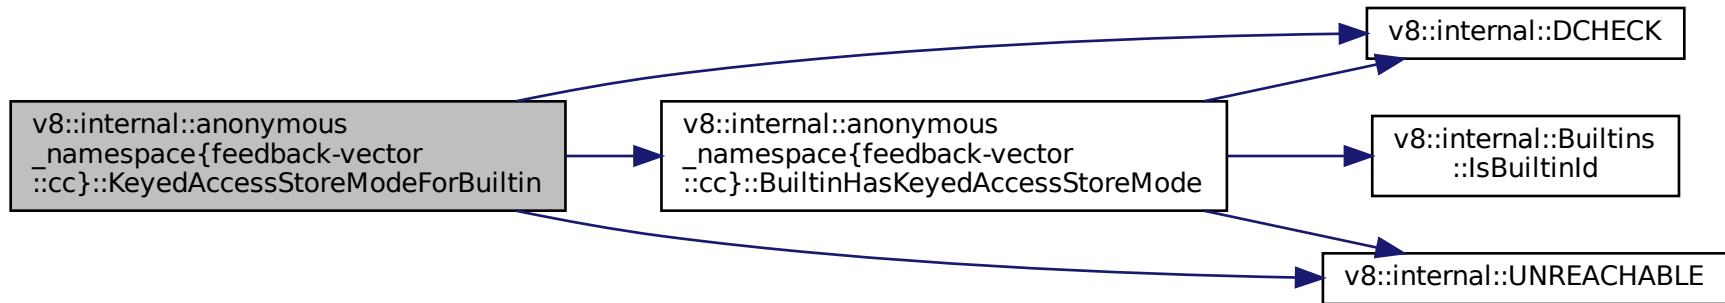 v8::internal::anonymous
_namespace{feedback-vector
::cc}::KeyedAccessStoreModeForBuiltin
v8::internal::anonymous
_namespace{feedback-vector
::cc}::BuiltinHasKeyedAccessStoreMode
v8::internal::DCHECK
v8::internal::Builtins
::IsBuiltinId
v8::internal::UNREACHABLE